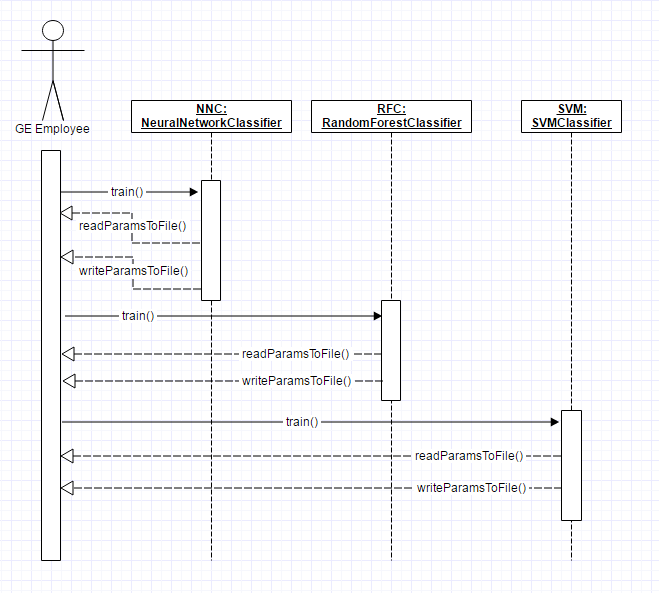 GE Employee
NNC:
NeuralNetworkClassifier
RFC:
RandomForestClassifier
SVM:
SVMClassifier
train()
readParamsToFile()
writeParamsToFile()
train()
readParamsToFile()
writeParamsToFile()
train()
readParamsToFile()
writeParamsToFile()